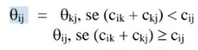 θij = θkj, se (cik + ckj) < cij
θij, se (cik + ckj) ≥ cij